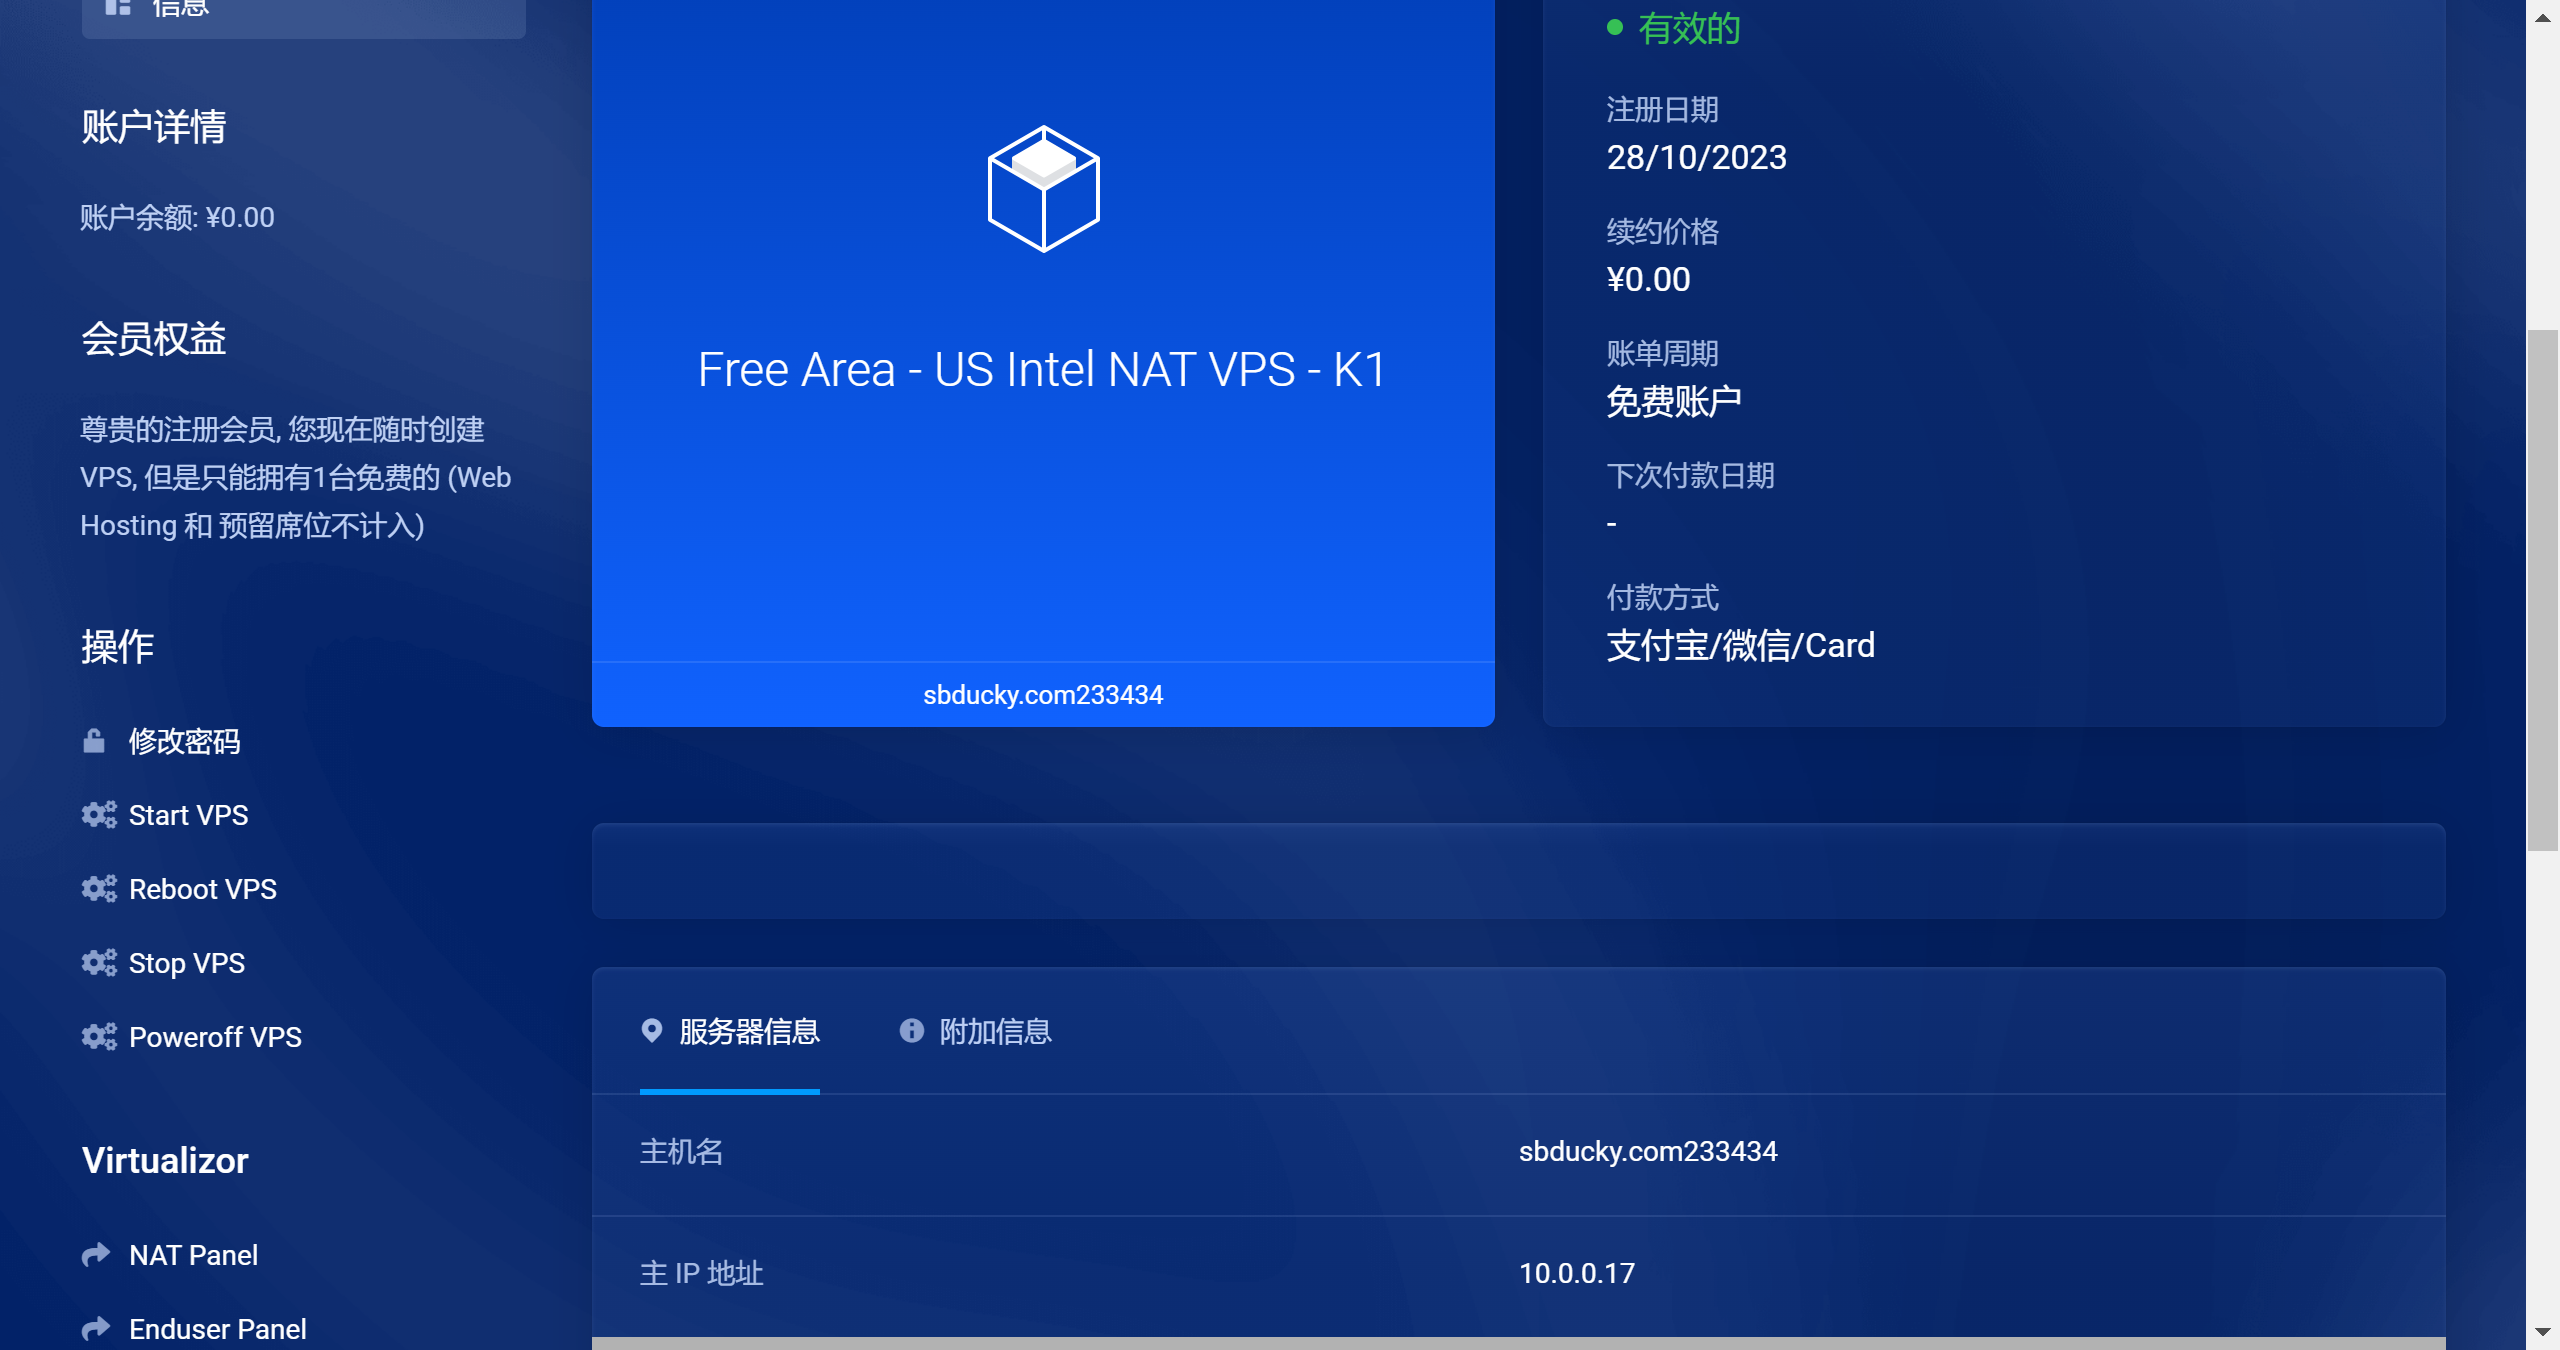 信息
账户详情
账户余额: ¥0.00
会员权益
尊贵的注册会员, 您现在随时创建
VPS, 但是只能拥有1台免费的 (Web
Hosting 和 预留席位不计入)
操作
修改密码
Start VPS
Reboot VPS
Stop VPS
Poweroff VPS
Virtualizor
NAT Panel
Enduser Panel
Free Area - US Intel NAT VPS - K1
sbducky.com233434
有效的
注册日期
28/10/2023
续约价格
¥0.00
账单周期
免费账户
下次付款日期
-
付款方式
支付宝/微信/Card
服务器信息
附加信息
主机名
sbducky.com233434
主 IP 地址
10.0.0.17